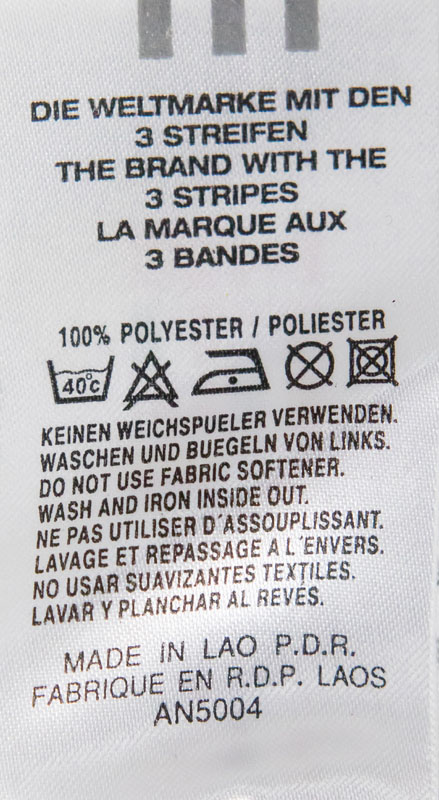 DIE WELTMARKE MIT DEN
3 STREIFEN
THE BRAND WITH THE
3 STRIPES
LA MARQUE AUX
3 BANDES
100% POLYESTER / POLIESTER
40°C
KEINEN WEICHSPUELER VERWENDEN.
WASCHEN UND BUEGELN VON LINKS.
DO NOT USE FABRIC SOFTENER.
WASH AND IRON INSIDE OUT.
NE PAS UTILISER D´ASSOUPLISSANT.
LAVAGE ET REPASSAGE A L´ENVERS.
NO USAR SUAVIZANTES TEXTILES.
LAVAR Y PLANCHAR AL REVÉS.
MADE IN LAO P.D.R.
FABRIQUE EN R.D.P. LAOS
AN5004